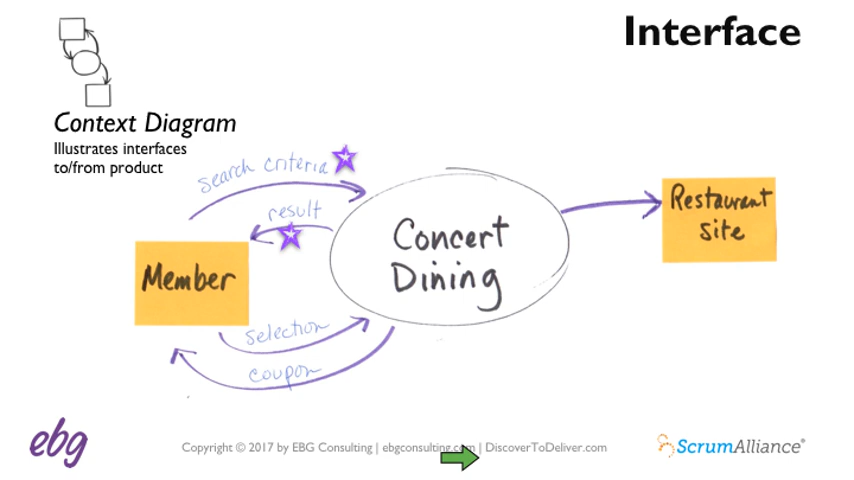 Interface
Context Diagram
Illustrates interfaces
to/from product
search criteria
result
Concert
Dining
Restaurant
Site
Member
selection
coupon
ebg
Copyright © 2017 by EBG Consulting | ebgconsulting.com | DiscoverToDeliver.com
ScrumAlliance®